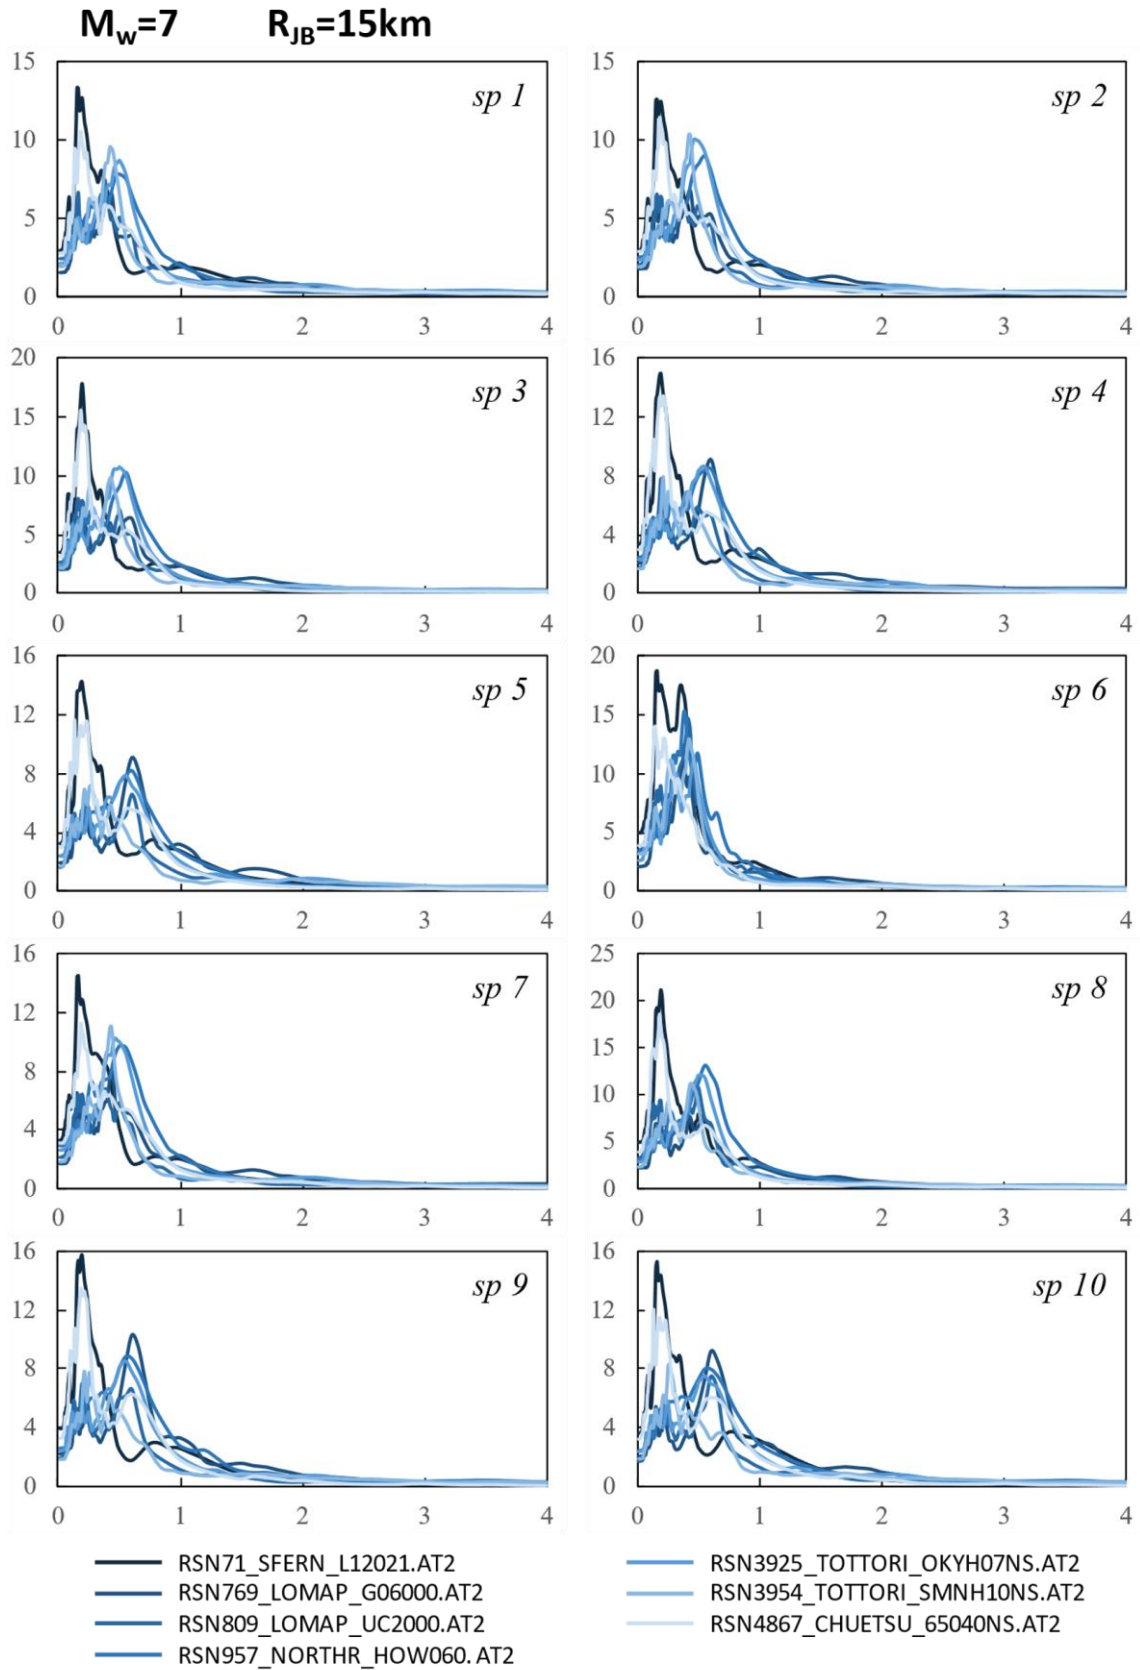 Mw=7 RJB=15km
15
10
5
0
0 1 2 3 4
sp 1
15
10
5
0
0 1 2 3 4
sp 2
20
15
10
5
0
0 1 2 3 4
sp 3
16
12
8
4
0
0 1 2 3 4
sp 4
16
12
8
4
0
0 1 2 3 4
sp 5
20
15
10
5
0
0 1 2 3 4
sp 6
16
12
8
4
0
0 1 2 3 4
sp 7
25
20
15
10
5
0
0 1 2 3 4
sp 8
16
12
8
4
0
0 1 2 3 4
sp 9
16
12
8
4
0
0 1 2 3 4
sp 10
RSN71_SFERN_L12021.AT2
RSN769_LOMAP_G06000.AT2
RSN809_LOMAP_UC2000.AT2
RSN957_NORTHR_HOW060. AT2
RSN3925_TOTTORI_OKYH07NS.AT2
RSN3954_TOTTORI_SMNH10NS.AT2
RSN4867_CHUETSU_65040NS.AT2